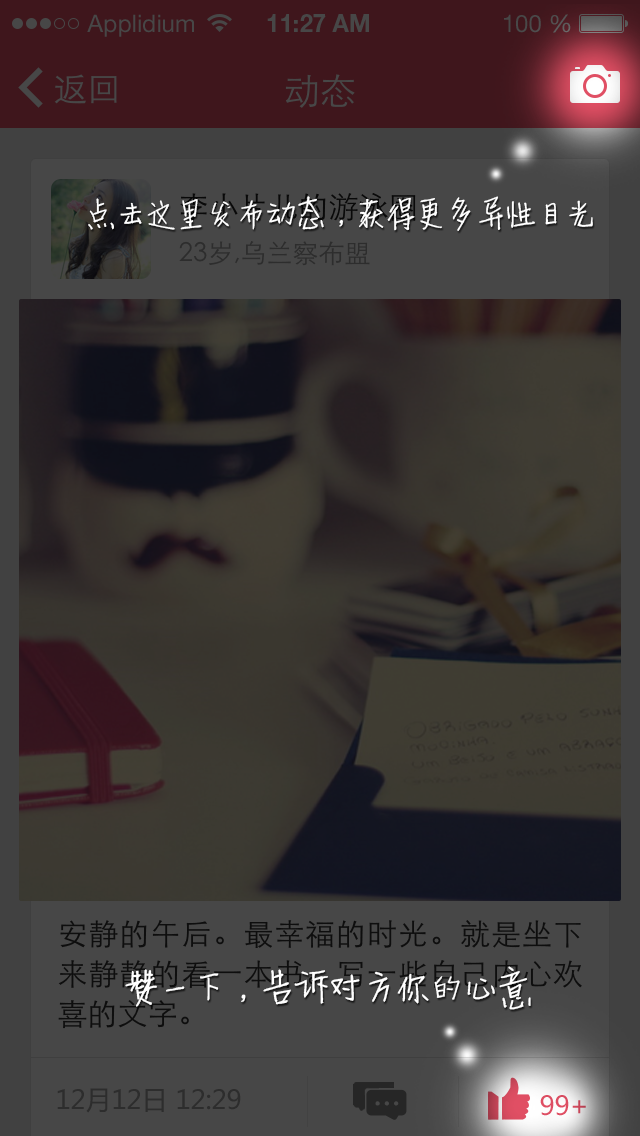 Applidium 11:27 AM 100 %
返回 动态
点击这里发布动态，获得更多异性目光
23岁,乌兰察布盟
OBRIGADO PELO
安静的午后。最幸福的时光。就是坐下
来静静的看一本书。写一些自己内心欢
赞一下，告诉对方你的心意
喜的文字。
12月12日 12:29 99+